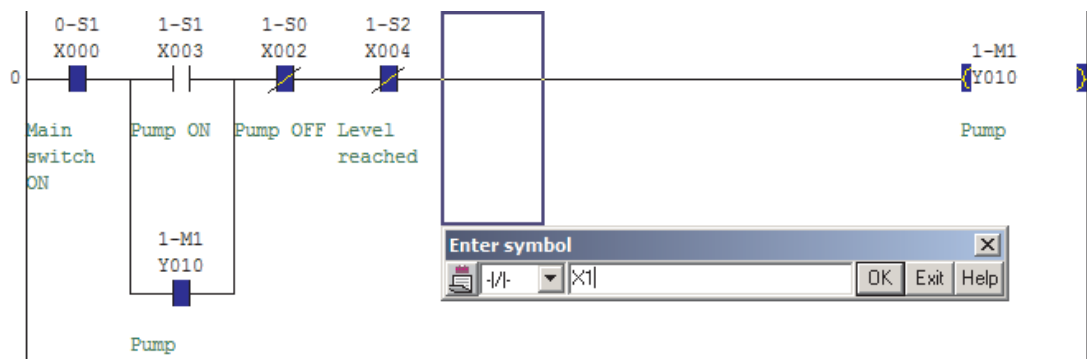 0-S1 1-S1 1-S0 1-S2
X000 X003 X002 X004 1-M1
0 Y010
Main Pump ON Pump OFF Level Pump
switch reached
ON
1-M1 Enter symbol
Y010
-|/|- X1 OK Exit Help
Pump